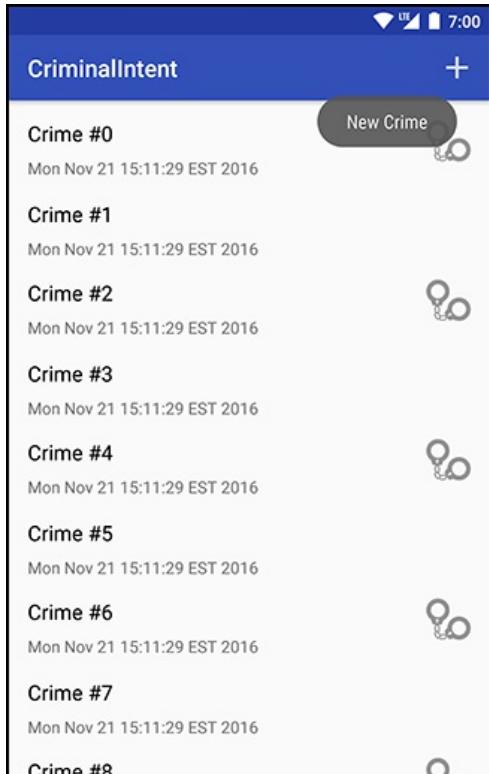 LTE 7:00
CriminalIntent
New Crime
Crime #0
Mon Nov 21 15:11:29 EST 2016
Crime #1
Mon Nov 21 15:11:29 EST 2016
Crime #2
Mon Nov 21 15:11:29 EST 2016
Crime #3
Mon Nov 21 15:11:29 EST 2016
Crime #4
Mon Nov 21 15:11:29 EST 2016
Crime #5
Mon Nov 21 15:11:29 EST 2016
Crime #6
Mon Nov 21 15:11:29 EST 2016
Crime #7
Mon Nov 21 15:11:29 EST 2016
Crime #8